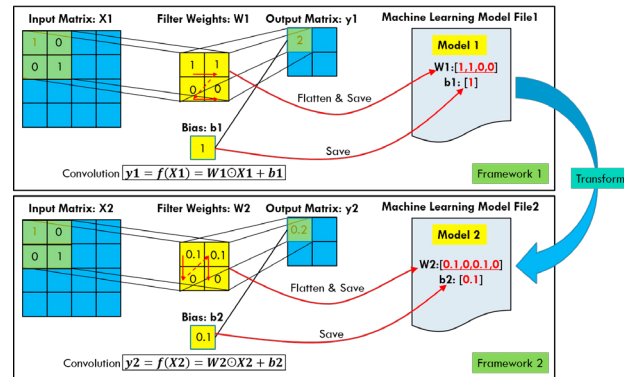 Input Matrix: X1 Filter Weights: W1 Output Matrix: y1 Machine Learning Model File1
1 0
0 1
1 1
0 0
2
Model 1
W1:[1,1,0,0]
b1: [1]
Flatten & Save
Bias: b1
1
Save
Convolution y1 = f(X1) = W1⊙X1 + b1
Framework 1
Transform
Input Matrix: X2 Filter Weights: W2 Output Matrix: y2 Machine Learning Model File2
1 0
0 1
0.1 0.1
0 0
0.2
Model 2
W2:[0.1,0,0.1,0]
b2: [0.1]
Flatten & Save
Bias: b2
0.1
Save
Convolution y2 = f(X2) = W2⊙X2 + b2
Framework 2